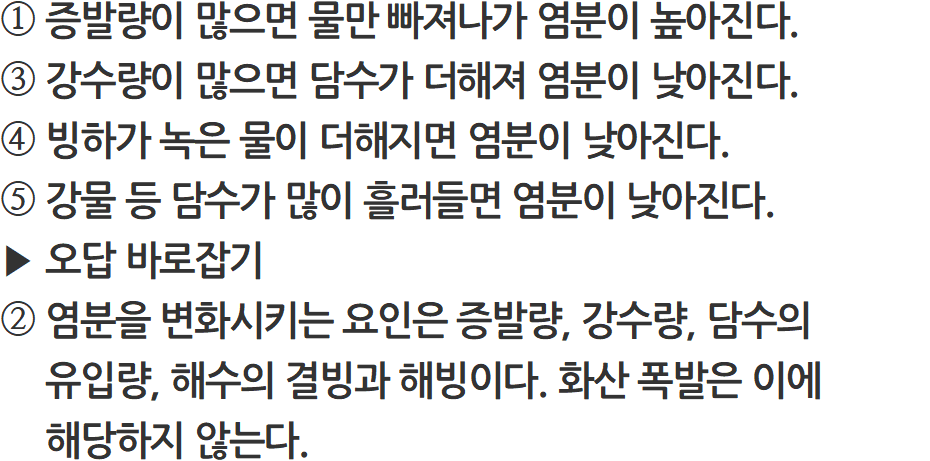 ① 증발량이 많으면 물만 빠져나가 염분이 높아진다.
③ 강수량이 많으면 담수가 더해져 염분이 낮아진다.
④ 빙하가 녹은 물이 더해지면 염분이 낮아진다.
⑤ 강물 등 담수가 많이 흘러들면 염분이 낮아진다.
▶ 오답 바로잡기
② 염분을 변화시키는 요인은 증발량, 강수량, 담수의
유입량, 해수의 결빙과 해빙이다. 화산 폭발은 이에
해당하지 않는다.